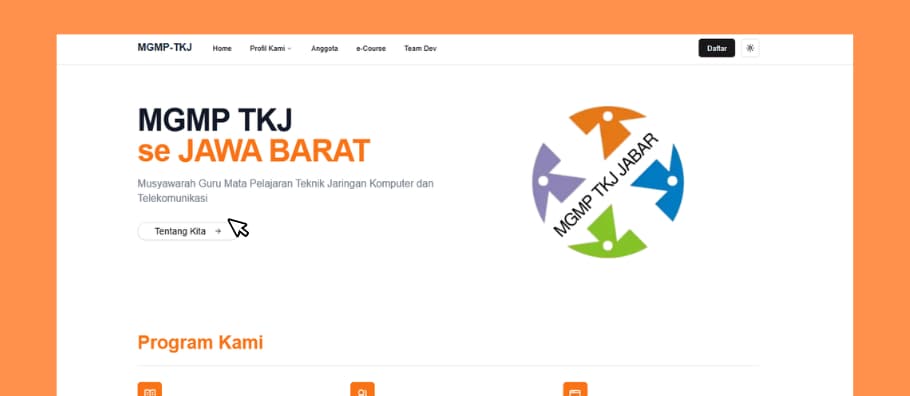 MGMP-TKJ Home Profil Kami Anggota e-Course Team Dev Daftar
MGMP TKJ
se JAWA BARAT
Musyawarah Guru Mata Pelajaran Teknik Jaringan Komputer dan
Telekomunikasi
Tentang Kita →
MGMP TKJ JABAR
Program Kami